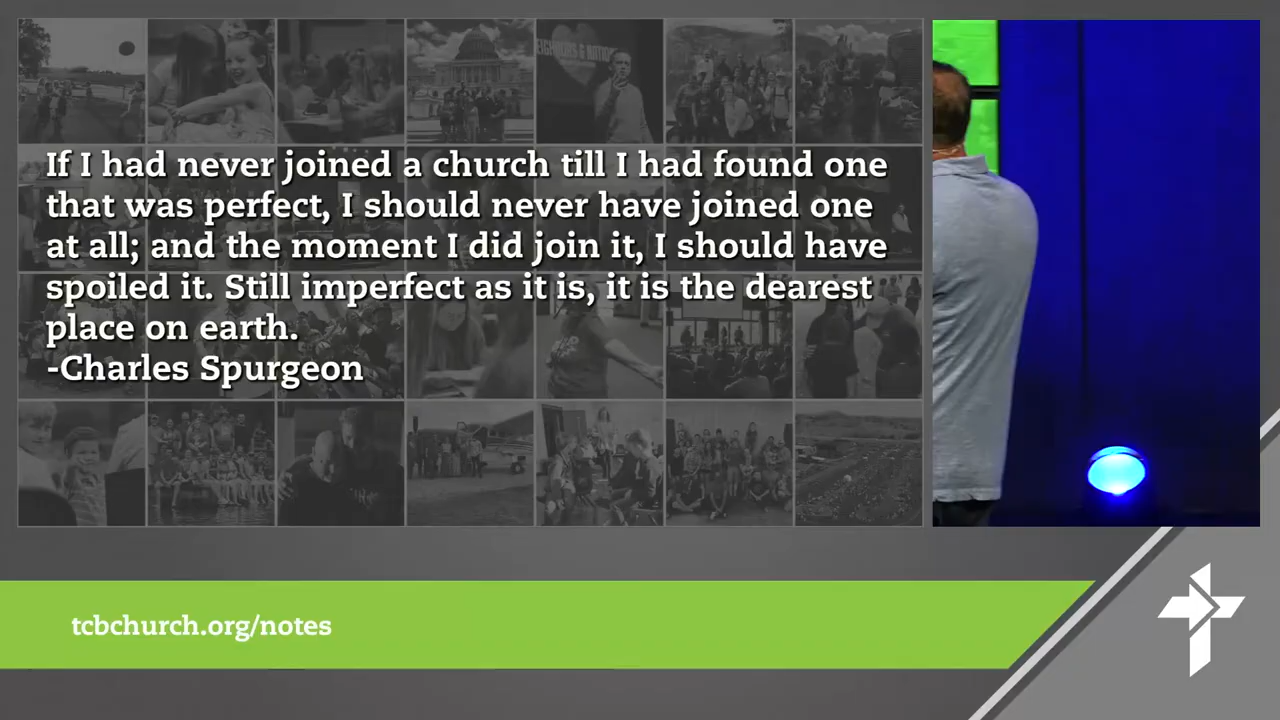 If I had never joined a church till I had found one
that was perfect, I should never have joined one
at all; and the moment I did join it, I should have
spoiled it. Still imperfect as it is, it is the dearest
place on earth.
-Charles Spurgeon
tcbchurch.org/notes